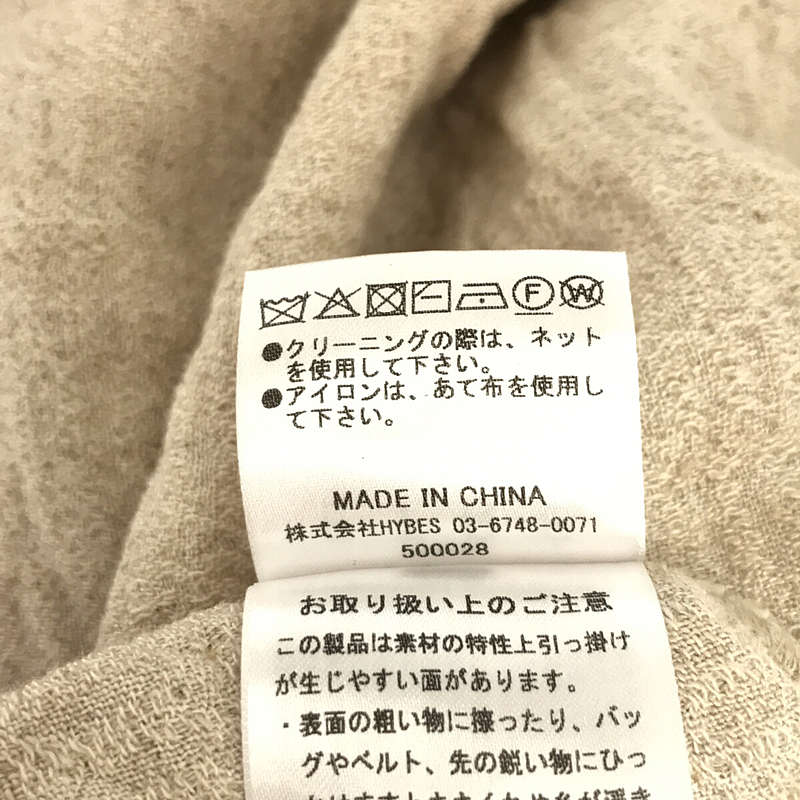 F W
●クリーニングの際は、ネット
を使用して下さい。
●アイロンは、あて布を使用し
て下さい。
MADE IN CHINA
株式会社HYBES 03-6748-0071
500028
お取り扱い上のご注意
この製品は素材の特性上引っ掛け
が生じやすい面があります。
・表面の粗い物に擦ったり、バッ
グやベルト、先の鋭い物にひっ